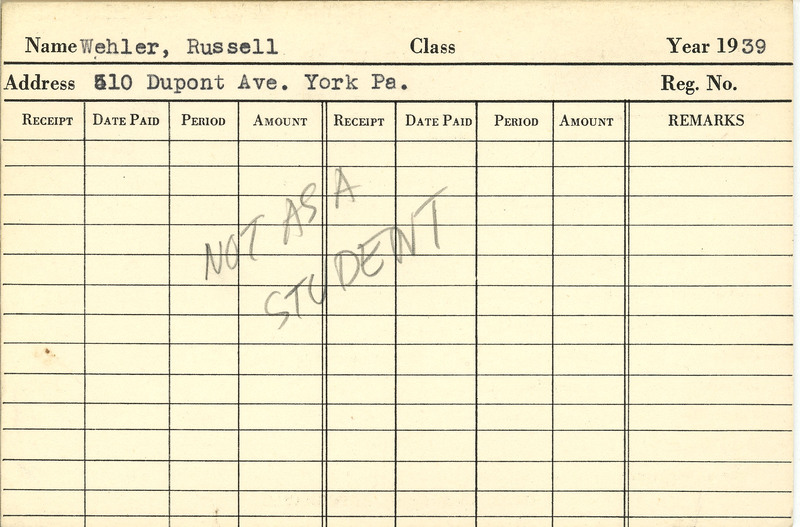 Name Wehler, Russell Class Year 1939
Address 510 Dupont Ave. York Pa. Reg. No.
RECEIPT DATE PAID PERIOD AMOUNT RECEIPT DATE PAID PERIOD AMOUNT REMARKS
NOT AS A
STUDENT